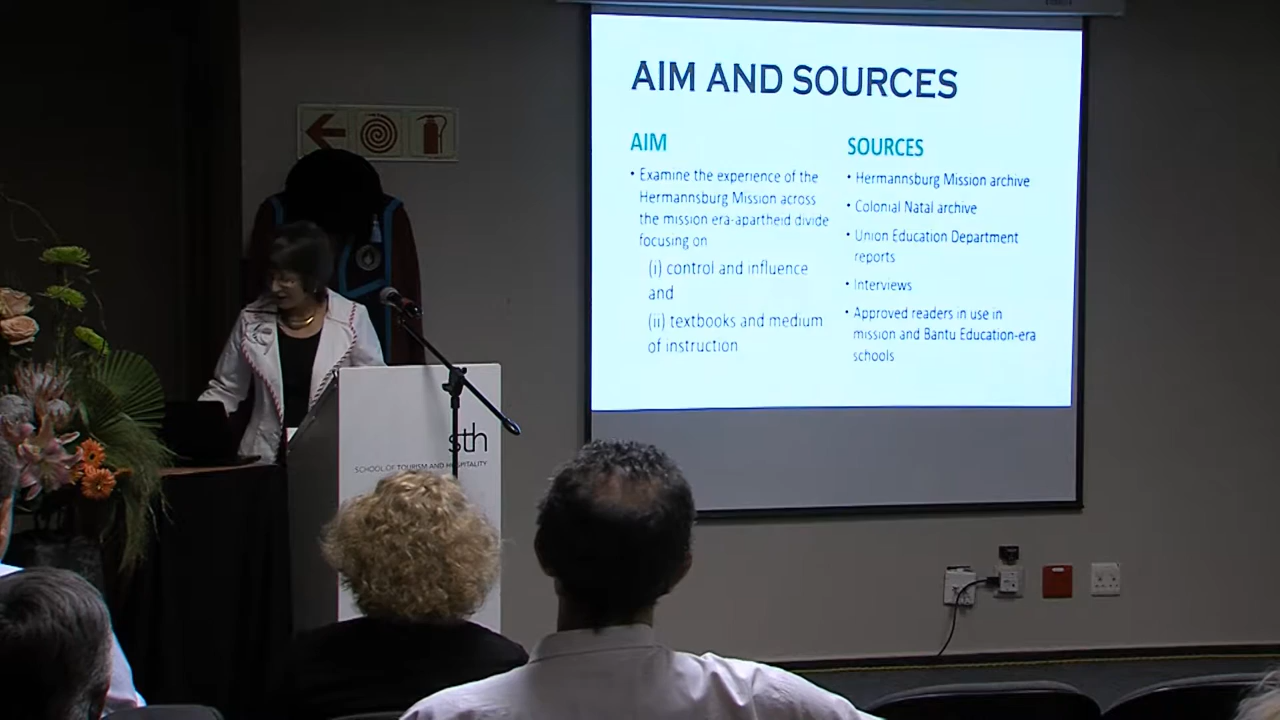 AIM AND SOURCES
AIM
• Examine the experience of the
Hermannsburg Mission across
the mission era-apartheid divide
focusing on
(i) control and influence
and
(ii) textbooks and medium
of instruction
SOURCES
• Hermannsburg Mission archive
• Colonial Natal archive
• Union Education Department
reports
• Interviews
• Approved readers in use in
mission and Bantu Education-era
schools
sth
SCHOOL OF TOURISM AND HOSPITALITY